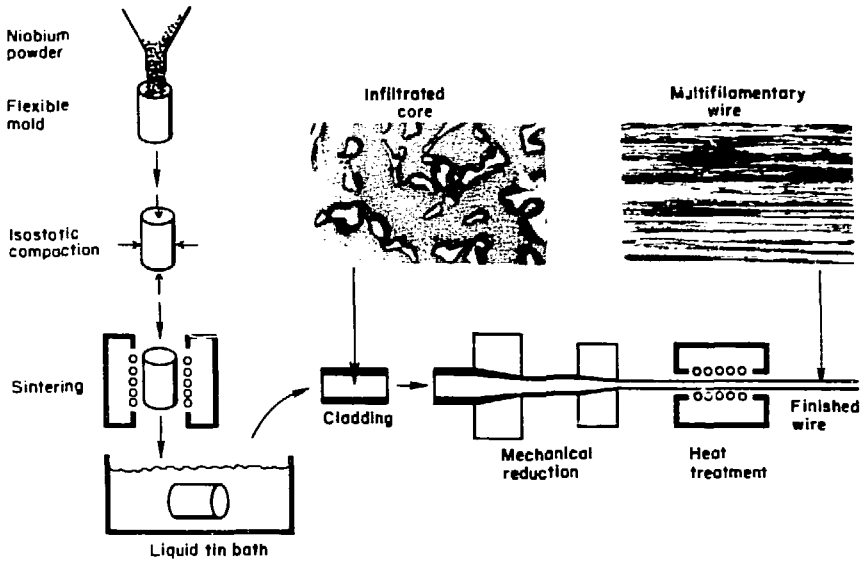 Niobium
powder
Flexible
mold
Isostatic
compaction
Sintering
Liquid tin bath
Infiltrated
core
Cladding
Mechanical
reduction
Multifilamentary
wire
Heat
treatment
Finished
wire